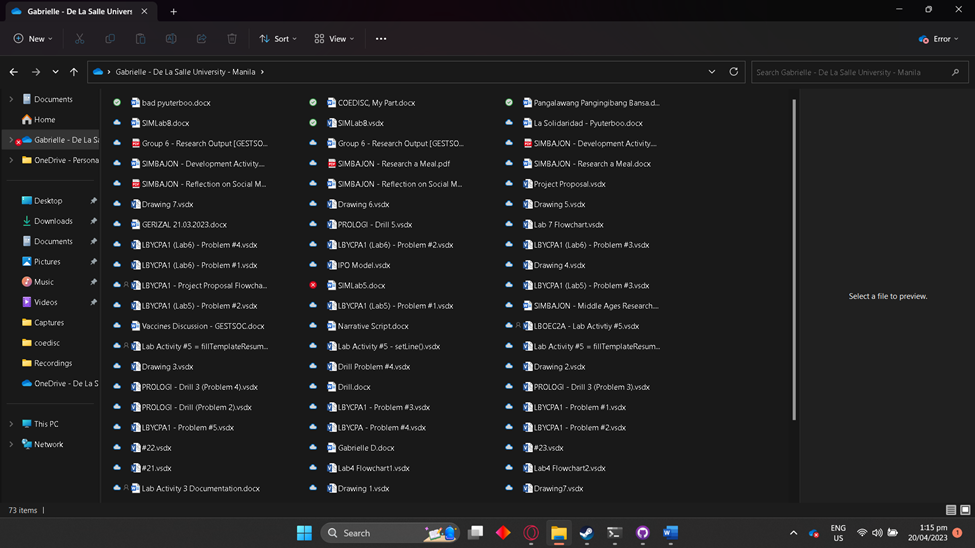 Gabrielle - De La Salle Univers
New
Sort
View
Error
Gabrielle - De La Salle University - Manila
Search Gabrielle - De La Salle University - Manila
Documents
Home
Gabrielle - De La Sa
OneDrive - Persona
Desktop
Downloads
Documents
Pictures
Music
Videos
Captures
coedisc
Recordings
OneDrive - De La S
This PC
Network
bad pyuterboo.docx
COEDISC, My Part.docx
Pangalawang Pangingibang Bansa.d...
SIMLab8.docx
SIMLab8.vsdx
La Solidaridad - Pyuterboo.docx
Group 6 - Research Output [GESTSO...
Group 6 - Research Output [GESTSOC...
SIMBAJON - Development Activity....
SIMBAJON - Development Activity....
SIMBAJON - Research a Meal.pdf
SIMBAJON - Research a Meal.docx
SIMBAJON - Reflection on Social M...
SIMBAJON - Reflection on Social M...
Project Proposal.vsdx
Drawing 7.vsdx
Drawing 6.vsdx
Drawing 5.vsdx
GERIZAL 21.03.2023.docx
PROLOGI - Drill 5.vsdx
Lab 7 Flowchart.vsdx
LBYCPA1 (Lab6) - Problem #4.vsdx
LBYCPA1 (Lab6) - Problem #2.vsdx
LBYCPA1 (Lab6) - Problem #3.vsdx
LBYCPA1 (Lab6) - Problem #1.vsdx
IPO Model.vsdx
Drawing 4.vsdx
LBYCPA1 - Project Proposal Flowcha...
SIMLab5.docx
LBYCPA1 (Lab5) - Problem #3.vsdx
LBYCPA1 (Lab5) - Problem #2.vsdx
LBYCPA1 (Lab5) - Problem #1.vsdx
SIMBAJON - Middle Ages Research...
Vaccines Discussion - GESTSOC.docx
Narrative Script.docx
LBOEC2A - Lab Activtiy #5.vsdx
Lab Activity #5 = fillTemplateResum...
Lab Activity #5 - setLine().vsdx
Lab Activity #5 = fillTemplateResum...
Drawing 3.vsdx
Drill Problem #4.vsdx
Drawing 2.vsdx
PROLOGI - Drill 3 (Problem 4).vsdx
Drill.docx
PROLOGI - Drill 3 (Problem 3).vsdx
PROLOGI - Drill (Problem 2).vsdx
LBYCPA1 - Problem #3.vsdx
LBYCPA1 - Problem #1.vsdx
LBYCPA1 - Problem #5.vsdx
LBYCPA - Problem #4.vsdx
LBYCPA1 - Problem #2.vsdx
#22.vsdx
Gabrielle D.docx
#23.vsdx
#21.vsdx
Lab4 Flowchart1.vsdx
Lab4 Flowchart2.vsdx
Lab Activity 3 Documentation.docx
Drawing 1.vsdx
Drawing7.vsdx
Select a file to preview.
73 items
Search
ENG
US
1:15 pm
20/04/2023
1